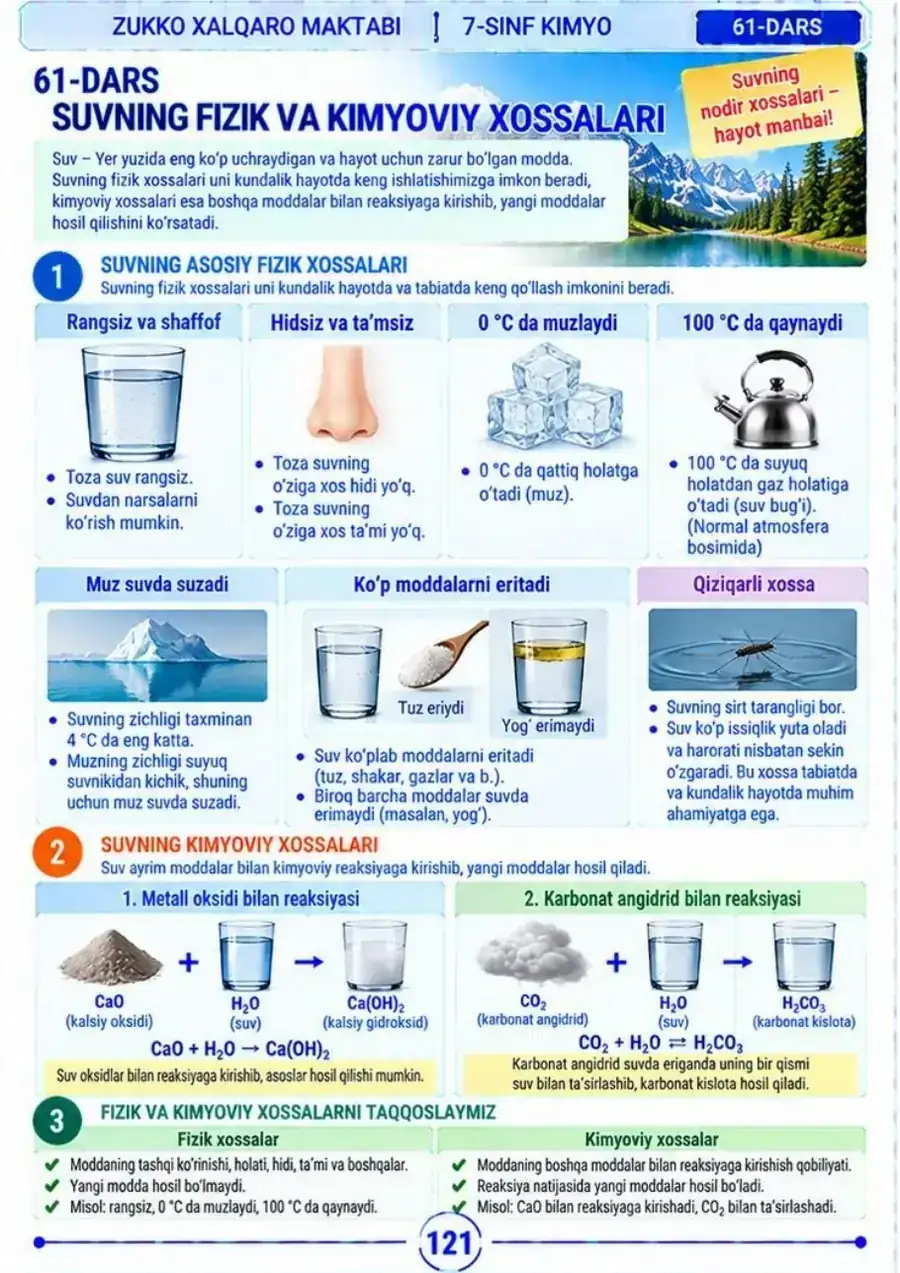 ZUKKO XALQARO MAKTABI
7-SINF KIMYO
61-DARS
61-DARS
SUVNING FIZIK VA KIMYOVIY XOSSALARI
Suvning
nodir xossalari –
hayot manbai!
Suv – Yer yuzida eng ko'p uchraydigan va hayot uchun zarur bo'lgan modda.
Suvning fizik xossalari uni kundalik hayotda keng ishlatishimizga imkon beradi,
kimyoviy xossalari esa boshqa moddalar bilan reaksiyaga kirishib, yangi moddalar
hosil qilishini ko'rsatadi.
1
SUVNING ASOSIY FIZIK XOSSALARI
Suvning fizik xossalari uni kundalik hayotda va tabiatda keng qo'llash imkonini beradi.
Rangsiz va shaffof
• Toza suv rangsiz.
• Suvdan narsalarni
ko'rish mumkin.
Hidsiz va ta'msiz
• Toza suvning
o'ziga xos hidi yo'q.
• Toza suvning
o'ziga xos ta'mi yo'q.
0 °C da muzlaydi
• 0 °C da qattiq holatga
o'tadi (muz).
100 °C da qaynaydi
• 100 °C da suyuq
holatdan gaz holatiga
o'tadi (suv bug'i).
(Normal atmosfera
bosimida)
Muz suvda suzadi
• Suvning zichligi taxminan
4 °C da eng katta.
• Muzning zichligi suyuq
suvnikidan kichik, shuning
uchun muz suvda suzadi.
Ko'p moddalarni eritadi
Tuz eriydi
Yog' erimaydi
• Suv ko'plab moddalarni eritadi
(tuz, shakar, gazlar va b.).
• Biroq barcha moddalar suvda
erimaydi (masalan, yog').
Qiziqarli xossa
• Suvning sirt tarangligi bor.
• Suv ko'p issiqlik yuta oladi
va harorati nisbatan sekin
o'zgaradi. Bu xossa tabiatda
va kundalik hayotda muhim
ahamiyatga ega.
2
SUVNING KIMYOVIY XOSSALARI
Suv ayrim moddalar bilan kimyoviy reaksiyaga kirishib, yangi moddalar hosil qiladi.
1. Metall oksidi bilan reaksiyasi
+ →
CaO H₂O Ca(OH)₂
(kalsiy oksidi) (suv) (kalsiy gidroksid)
CaO + H₂O → Ca(OH)₂
Suv oksidlar bilan reaksiyaga kirishib, asoslar hosil qilishi mumkin.
2. Karbonat angidrid bilan reaksiyasi
+ →
CO₂ H₂O H₂CO₃
(karbonat angidrid) (suv) (karbonat kislota)
CO₂ + H₂O ⇌ H₂CO₃
Karbonat angidrid suvda eriganda uning bir qismi
suv bilan ta'sirlashib, karbonat kislota hosil qiladi.
3
FIZIK VA KIMYOVIY XOSSALARNI TAQQOSLAYMIZ
Fizik xossalar
✔ Moddaning tashqi ko'rinishi, holati, hidi, ta'mi va boshqalar.
✔ Yangi modda hosil bo'lmaydi.
✔ Misol: rangsiz, 0 °C da muzlaydi, 100 °C da qaynaydi.
Kimyoviy xossalar
✔ Moddaning boshqa moddalar bilan reaksiyaga kirishish qobiliyati.
✔ Reaksiya natijasida yangi moddalar hosil bo'ladi.
✔ Misol: CaO bilan reaksiyaga kirishadi, CO₂ bilan ta'sirlashadi.
121